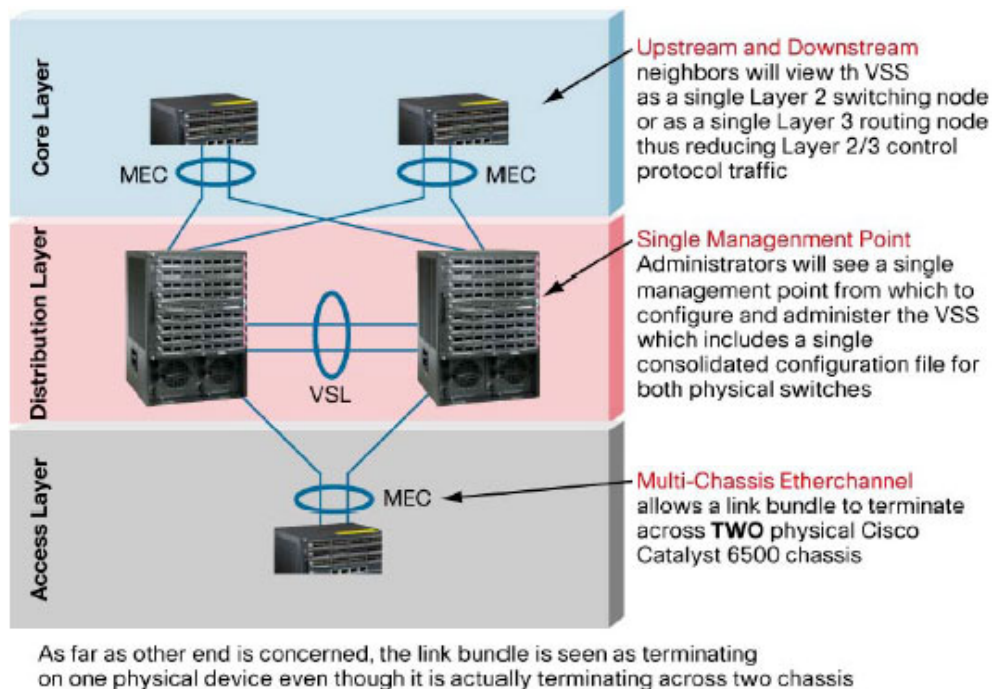 Core Layer
MEC
MEC
Upstream and Downstream
neighbors will view th VSS
as a single Layer 2 switching node
or as a single Layer 3 routing node
thus reducing Layer 2/3 control
protocol traffic
Distribution Layer
VSL
Single Managenment Point
Administrators will see a single
management point from which to
configure and administer the VSS
which includes a single
consolidated configuration file for
both physical switches
Access Layer
MEC
Multi-Chassis Etherchannel
allows a link bundle to terminate
across TWO physical Cisco
Catalyst 6500 chassis
As far as other end is concerned, the link bundle is seen as terminating
on one physical device even though it is actually terminating across two chassis